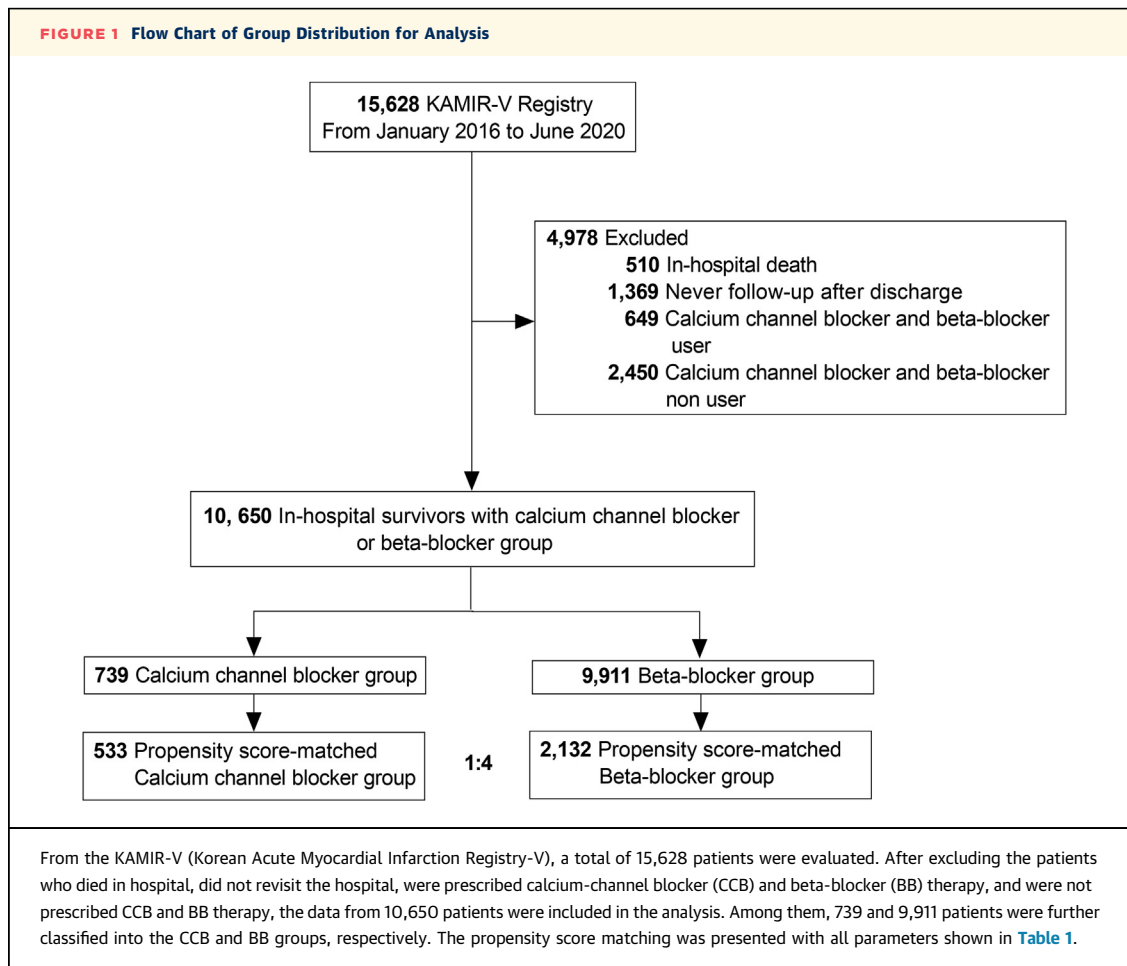 FIGURE 1 Flow Chart of Group Distribution for Analysis
15,628 KAMIR-V Registry
From January 2016 to June 2020
4,978 Excluded
510 In-hospital death
1,369 Never follow-up after discharge
649 Calcium channel blocker and beta-blocker
user
2,450 Calcium channel blocker and beta-blocker
non user
10, 650 In-hospital survivors with calcium channel blocker
or beta-blocker group
739 Calcium channel blocker group
9,911 Beta-blocker group
533 Propensity score-matched
Calcium channel blocker group
1:4
2,132 Propensity score-matched
Beta-blocker group
From the KAMIR-V (Korean Acute Myocardial Infarction Registry-V), a total of 15,628 patients were evaluated. After excluding the patients
who died in hospital, did not revisit the hospital, were prescribed calcium-channel blocker (CCB) and beta-blocker (BB) therapy, and were not
prescribed CCB and BB therapy, the data from 10,650 patients were included in the analysis. Among them, 739 and 9,911 patients were further
classified into the CCB and BB groups, respectively. The propensity score matching was presented with all parameters shown in Table 1.